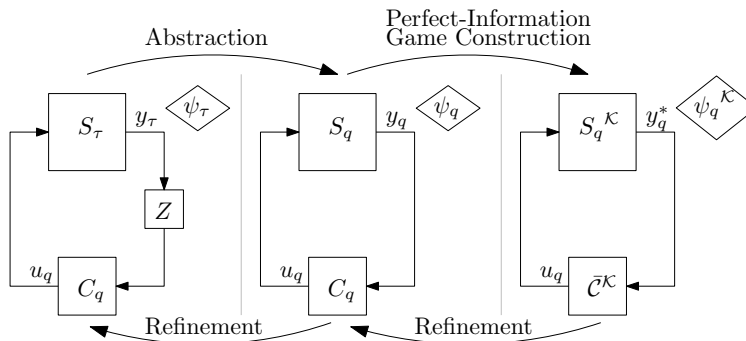 Abstraction
Perfect-Information
Game Construction
S_τ y_τ ψ_τ
Z
u_q C_q
S_q y_q ψ_q
u_q C_q
S_q^𝒦 y_q^* ψ_q^𝒦
u_q 𝒞̄^𝒦
Refinement
Refinement